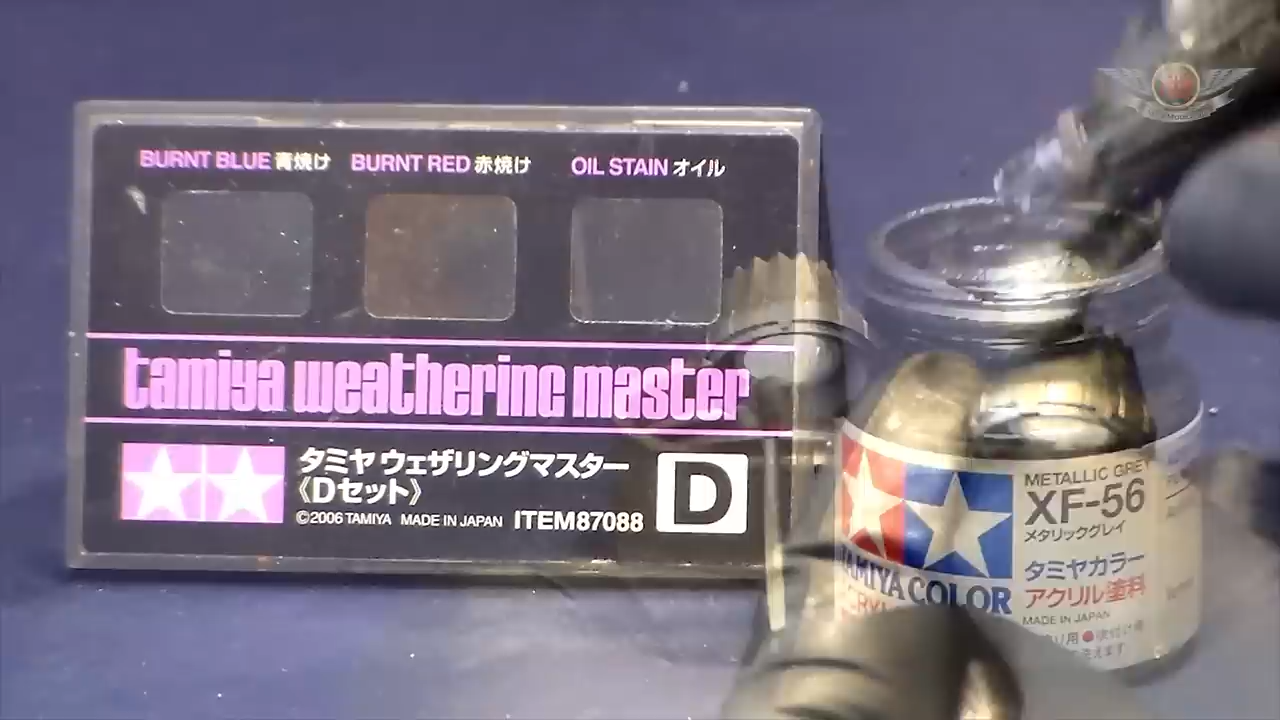 BURNT BLUE 青焼け
BURNT RED 赤焼け
OIL STAIN オイル
tamiya weathering master
タミヤ ウェザリングマスター
《Dセット》
©2006 TAMIYA MADE IN JAPAN ITEM87088
D
METALLIC GREY
XF-56
メタリックグレイ
タミヤカラー
アクリル塗料
TAMIYA COLOR
MADE IN JAPAN